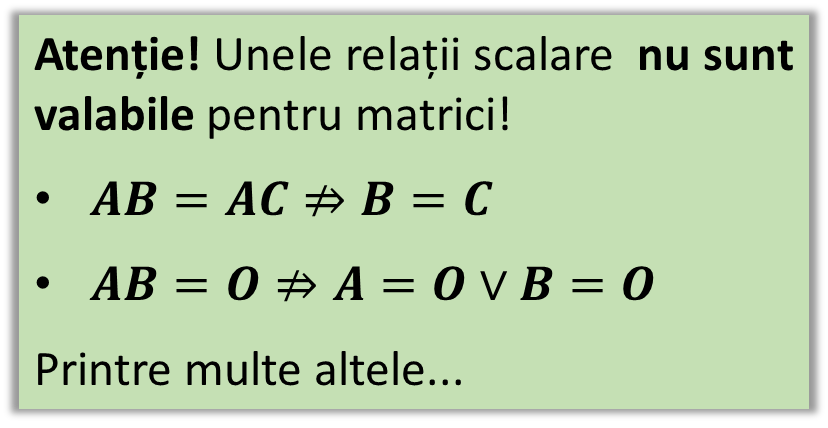 Atenție! Unele relații scalare nu sunt
valabile pentru matrici!
• AB = AC ⇏ B = C
• AB = O ⇏ A = O ∨ B = O
Printre multe altele...